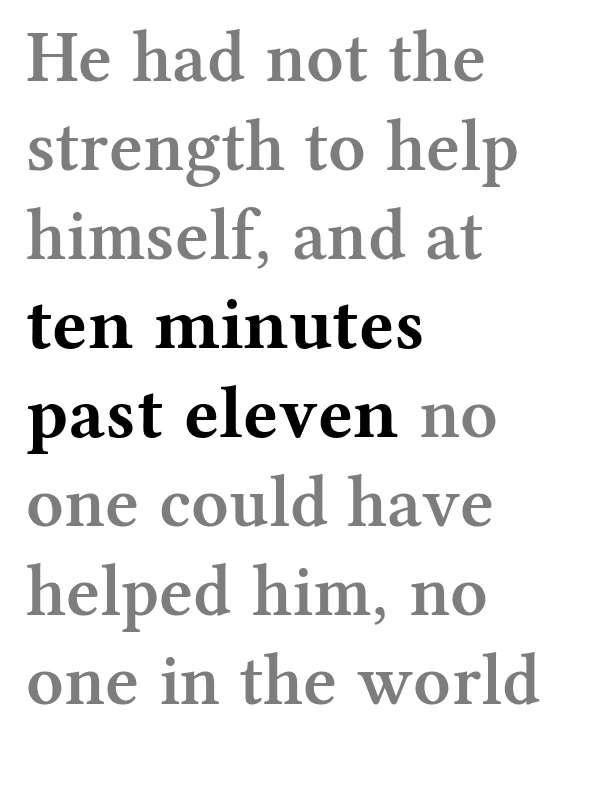 He had not the
strength to help
himself, and at
ten minutes
past eleven no
one could have
helped him, no
one in the world